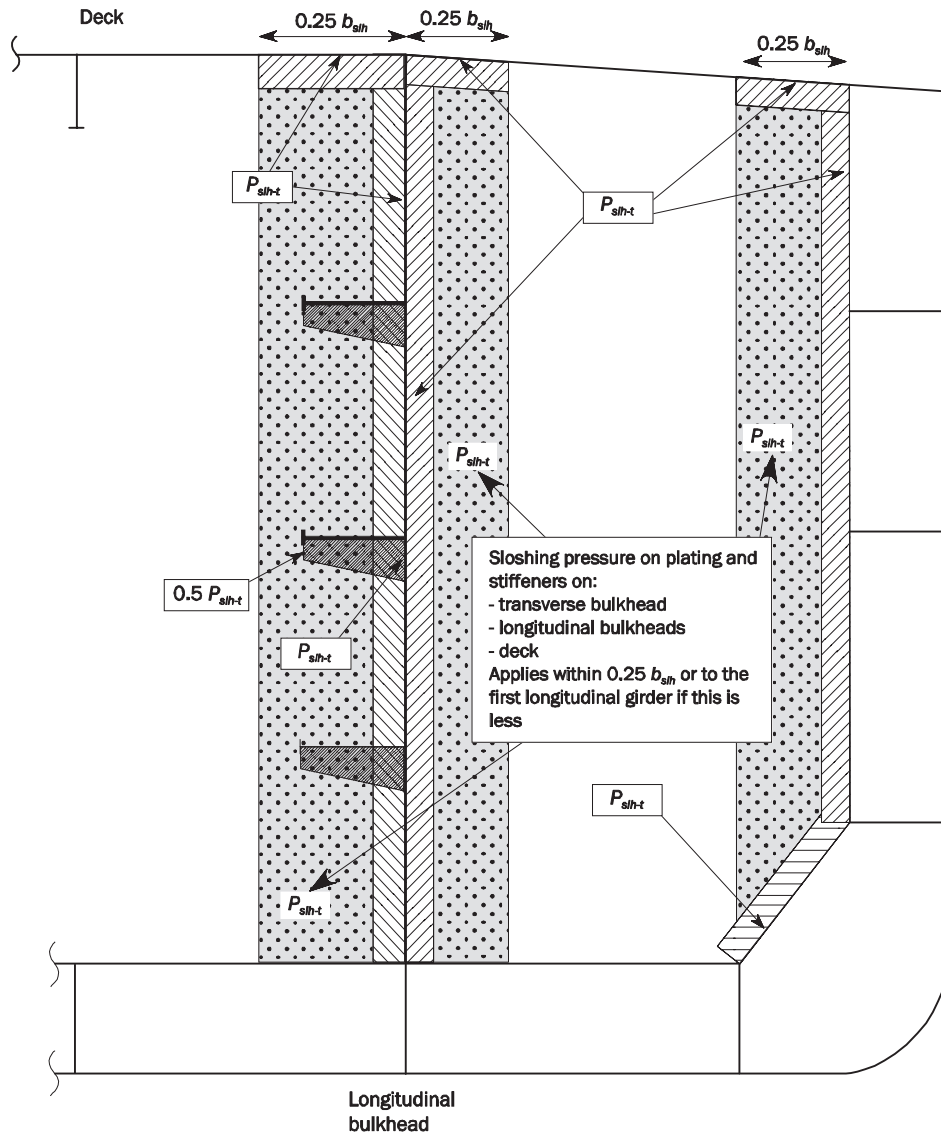 Deck
0.25 b_slh
0.25 b_slh
0.25 b_slh
P_slh-t
P_slh-t
P_slh-t
P_slh-t
0.5 P_slh-t
P_slh-t
Sloshing pressure on plating and
stiffeners on:
- transverse bulkhead
- longitudinal bulkheads
- deck
Applies within 0.25 b_slh or to the
first longitudinal girder if this is
less
P_slh-t
P_slh-t
Longitudinal
bulkhead